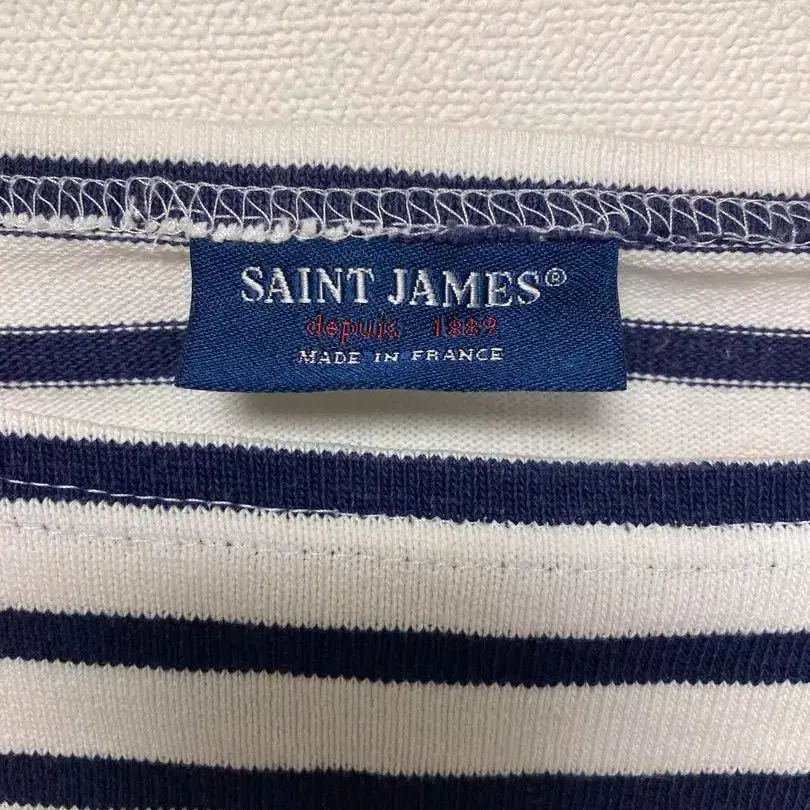 SAINT JAMES®
depuis 1889
MADE IN FRANCE